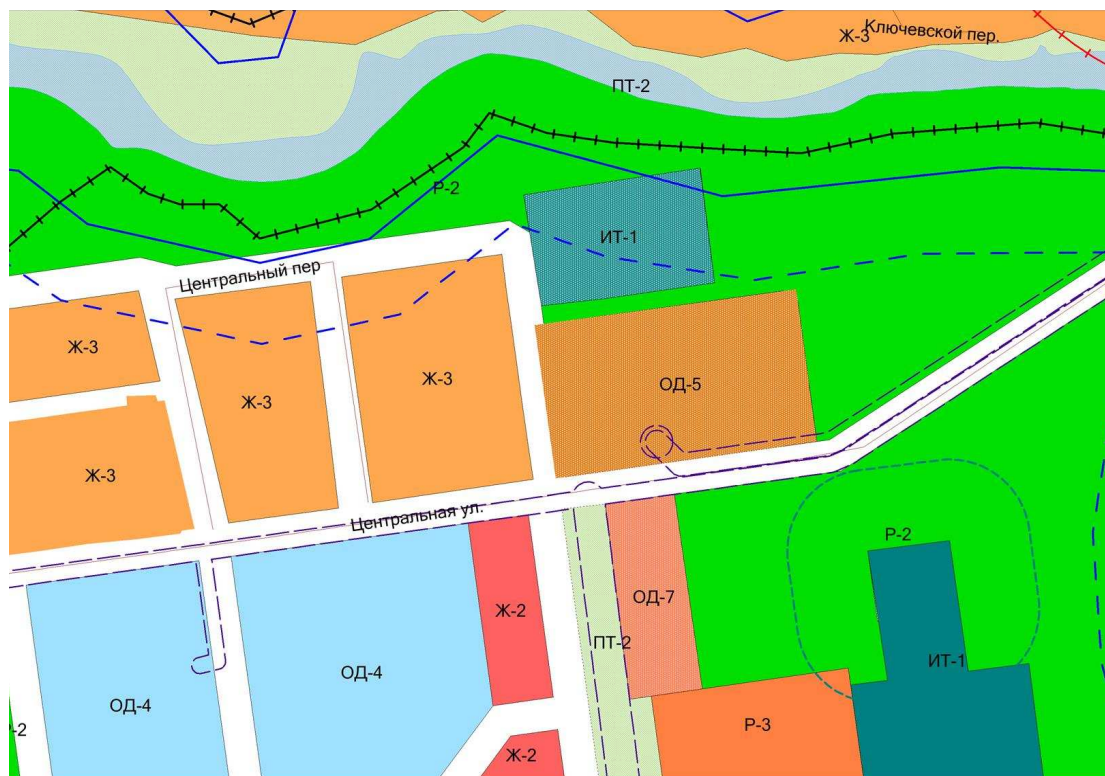 Ключевской пер.
Ж-3
ПТ-2
Р-2
ИТ-1
Центральный пер
Ж-3
Ж-3
Ж-3
ОД-5
Ж-3
Центральная ул.
Р-2
Ж-2
ОД-7
ПТ-2
ИТ-1
ОД-4
ОД-4
Р-3
Р-2
Ж-2